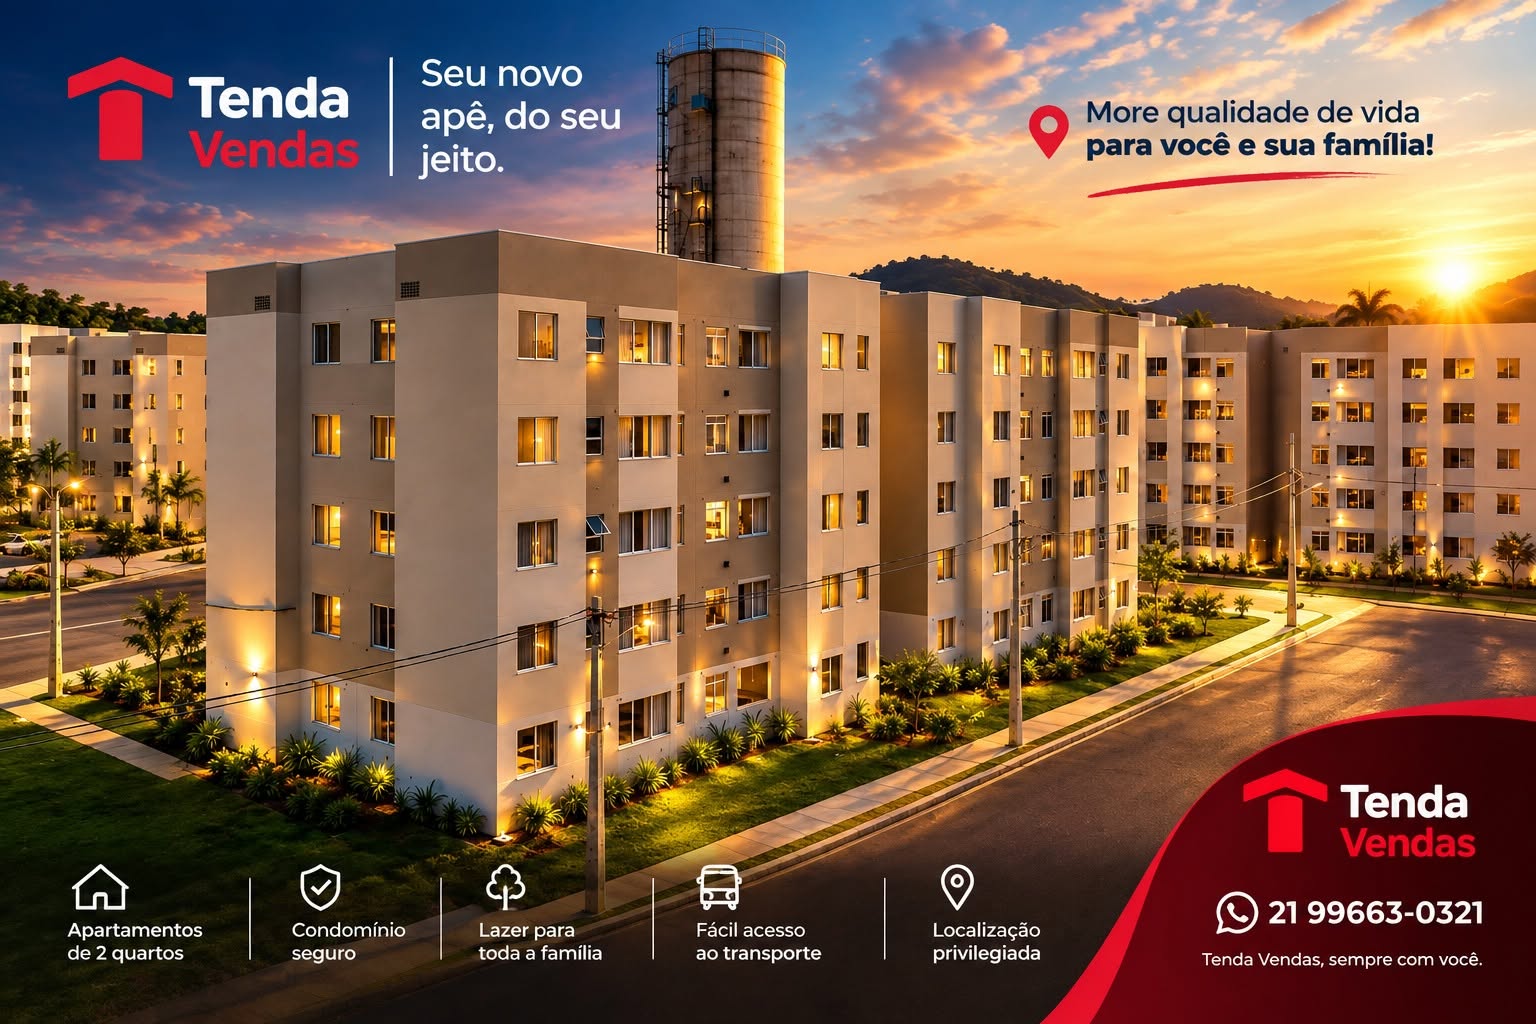 Tenda
Vendas
Seu novo
apê, do seu
jeito.
More qualidade de vida
para você e sua família!
Apartamentos
de 2 quartos
Condomínio
seguro
Lazer para
toda a família
Fácil acesso
ao transporte
Localização
privilegiada
Tenda
Vendas
21 99663-0321
Tenda Vendas, sempre com você.